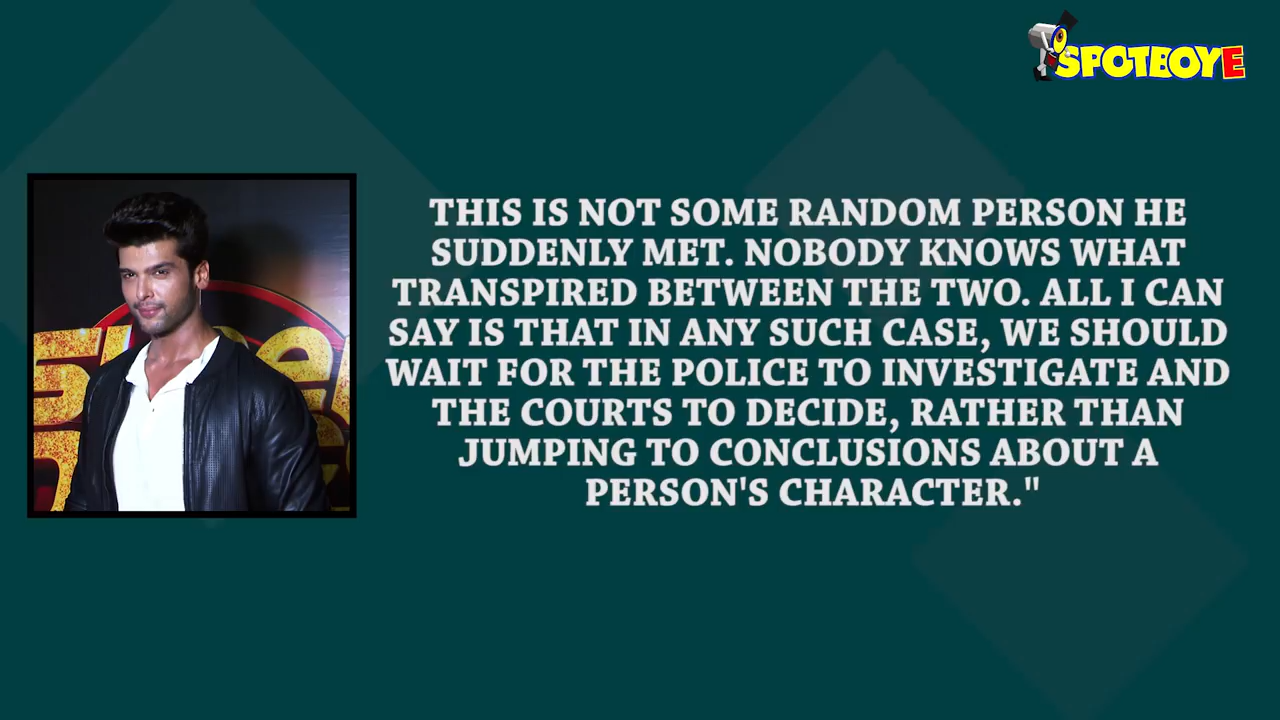 SPOTBOYE
THIS IS NOT SOME RANDOM PERSON HE
SUDDENLY MET. NOBODY KNOWS WHAT
TRANSPIRED BETWEEN THE TWO. ALL I CAN
SAY IS THAT IN ANY SUCH CASE, WE SHOULD
WAIT FOR THE POLICE TO INVESTIGATE AND
THE COURTS TO DECIDE, RATHER THAN
JUMPING TO CONCLUSIONS ABOUT A
PERSON'S CHARACTER."